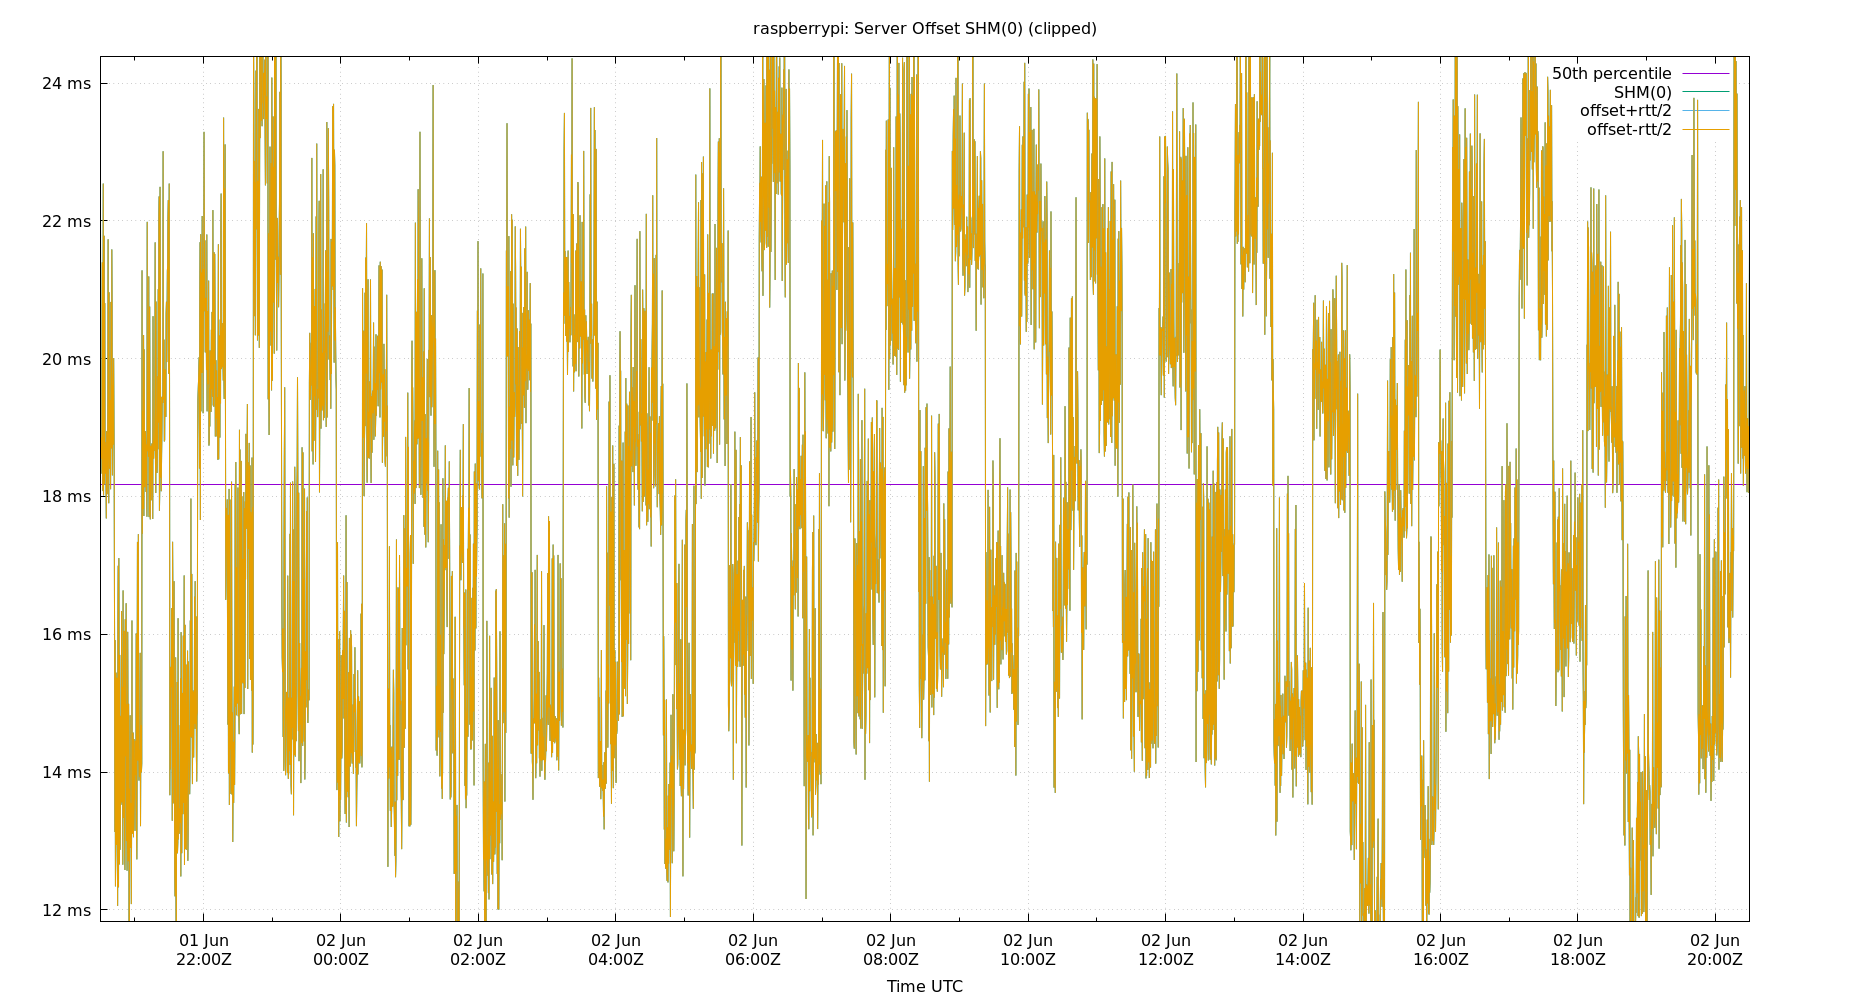 raspberrypi: Server Offset SHM(0) (clipped)
50th percentile
SHM(0)
offset+rtt/2
offset-rtt/2
24 ms
22 ms
20 ms
18 ms
16 ms
14 ms
12 ms
01 Jun 02 Jun 02 Jun 02 Jun 02 Jun 02 Jun 02 Jun 02 Jun 02 Jun 02 Jun 02 Jun 02 Jun
22:00Z 00:00Z 02:00Z 04:00Z 06:00Z 08:00Z 10:00Z 12:00Z 14:00Z 16:00Z 18:00Z 20:00Z
Time UTC